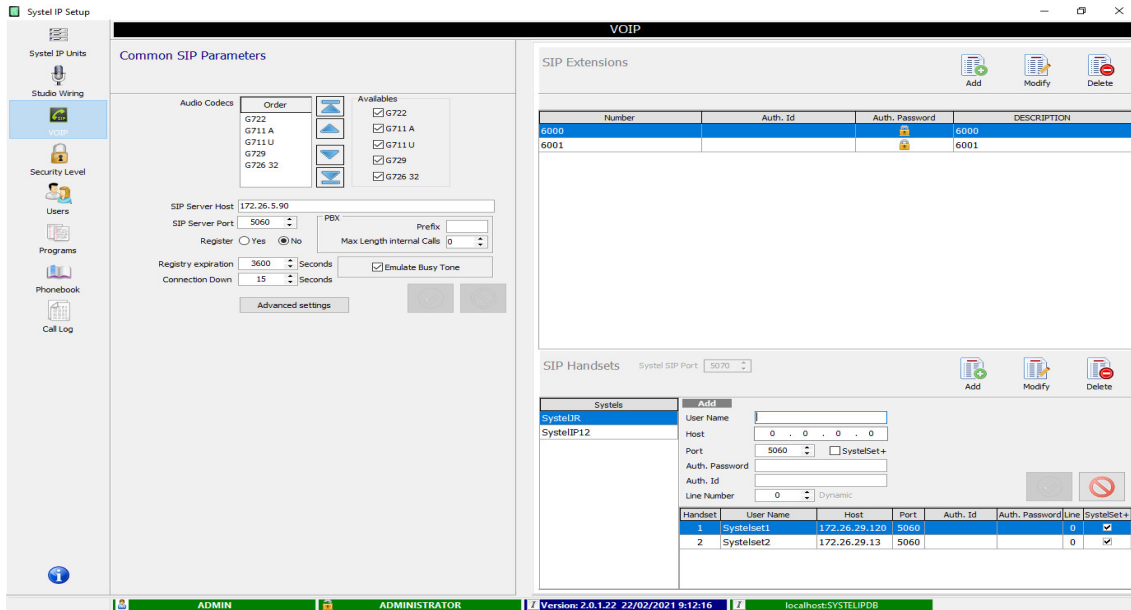 Systel IP Setup
VOIP
Systel IP Units
Studio Wiring
VOIP
Security Level
Users
Programs
Phonebook
Call Log
Common SIP Parameters
Audio Codecs
Order
G722
G711 A
G711 U
G729
G726 32
Availables
G722
G711 A
G711 U
G729
G726 32
SIP Server Host 172.26.5.90
SIP Server Port 5060
PBX
Prefix
Register Yes No
Max Length internal Calls 0
Registry expiration 3600 Seconds
Emulate Busy Tone
Connection Down 15 Seconds
Advanced settings
SIP Extensions
Add Modify Delete
Number Auth. Id Auth. Password DESCRIPTION
6000 6000
6001 6001
SIP Handsets Systel SIP Port 5070
Add Modify Delete
Systels
SystelJR
SystelIP12
Add
User Name
Host 0 . 0 . 0 . 0
Port 5060 SystelSet+
Auth. Password
Auth. Id
Line Number 0 Dynamic
Handset User Name Host Port Auth. Id Auth. Password Line SystelSet+
1 Systelset1 172.26.29.120 5060 0
2 Systelset2 172.26.29.13 5060 0
ADMIN ADMINISTRATOR I Version: 2.0.1.22 22/02/2021 9:12:16 I localhost:SYSTELIPDB